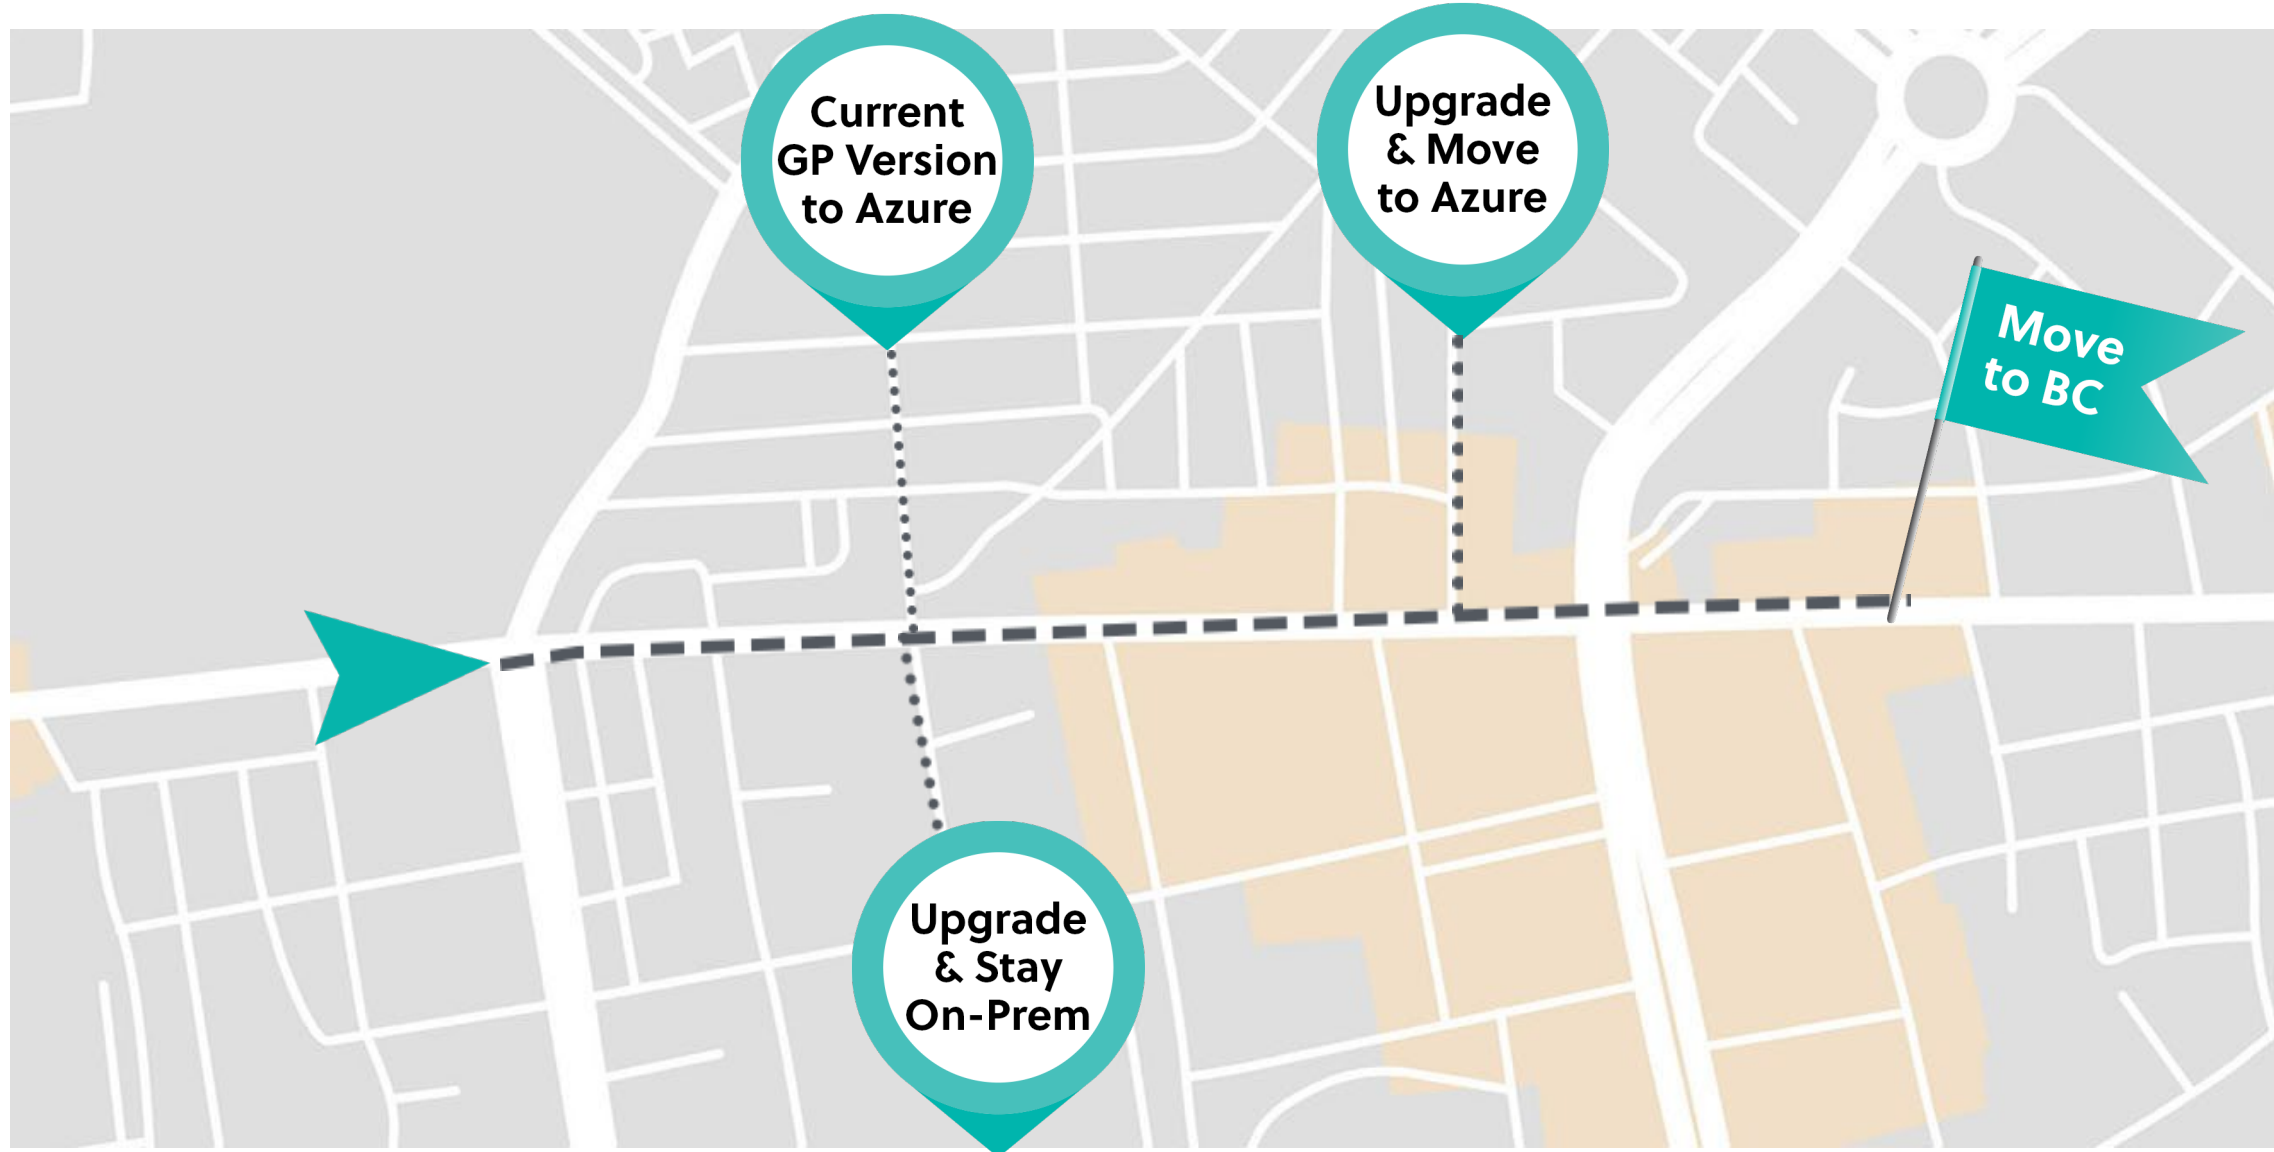 Current
GP Version
to Azure
Upgrade
& Move
to Azure
Move
to BC
Upgrade
& Stay
On-Prem